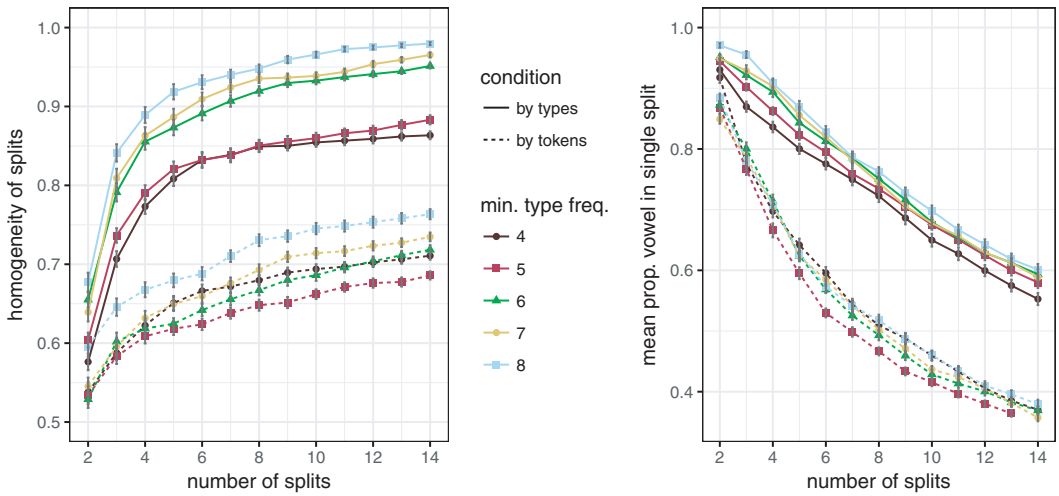 homogeneity of splits
1.0
0.9
0.8
0.7
0.6
0.5
2 4 6 8 10 12 14
number of splits
condition
by types
by tokens
min. type freq.
4
5
6
7
8
mean prop. vowel in single split
1.0
0.8
0.6
0.4
2 4 6 8 10 12 14
number of splits